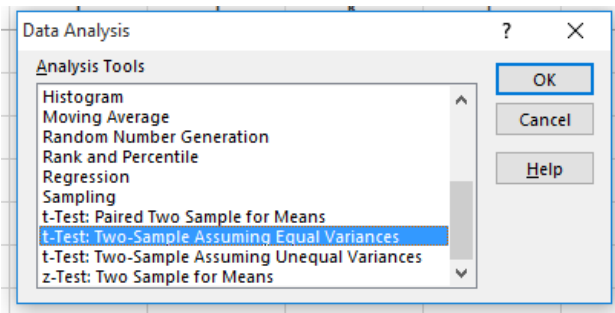 Data Analysis ? X
Analysis Tools
Histogram
Moving Average
Random Number Generation
Rank and Percentile
Regression
Sampling
t-Test: Paired Two Sample for Means
t-Test: Two-Sample Assuming Equal Variances
t-Test: Two-Sample Assuming Unequal Variances
z-Test: Two Sample for Means
OK
Cancel
Help